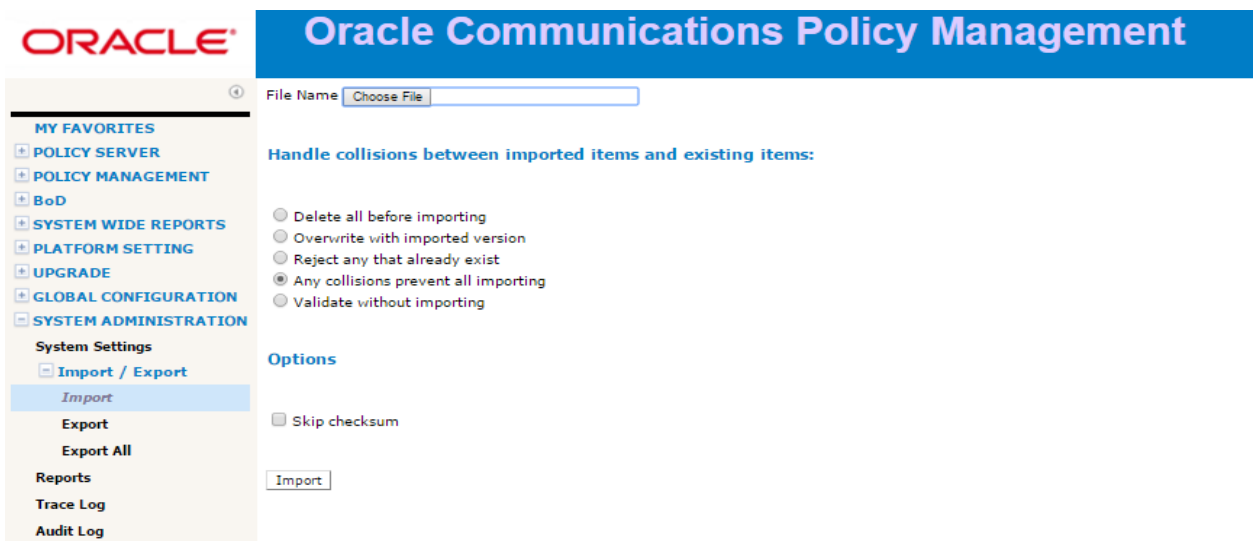 ORACLE®
Oracle Communications Policy Management
MY FAVORITES
POLICY SERVER
POLICY MANAGEMENT
BoD
SYSTEM WIDE REPORTS
PLATFORM SETTING
UPGRADE
GLOBAL CONFIGURATION
SYSTEM ADMINISTRATION
System Settings
Import / Export
Import
Export
Export All
Reports
Trace Log
Audit Log
File Name Choose File
Handle collisions between imported items and existing items:
Delete all before importing
Overwrite with imported version
Reject any that already exist
Any collisions prevent all importing
Validate without importing
Options
Skip checksum
Import